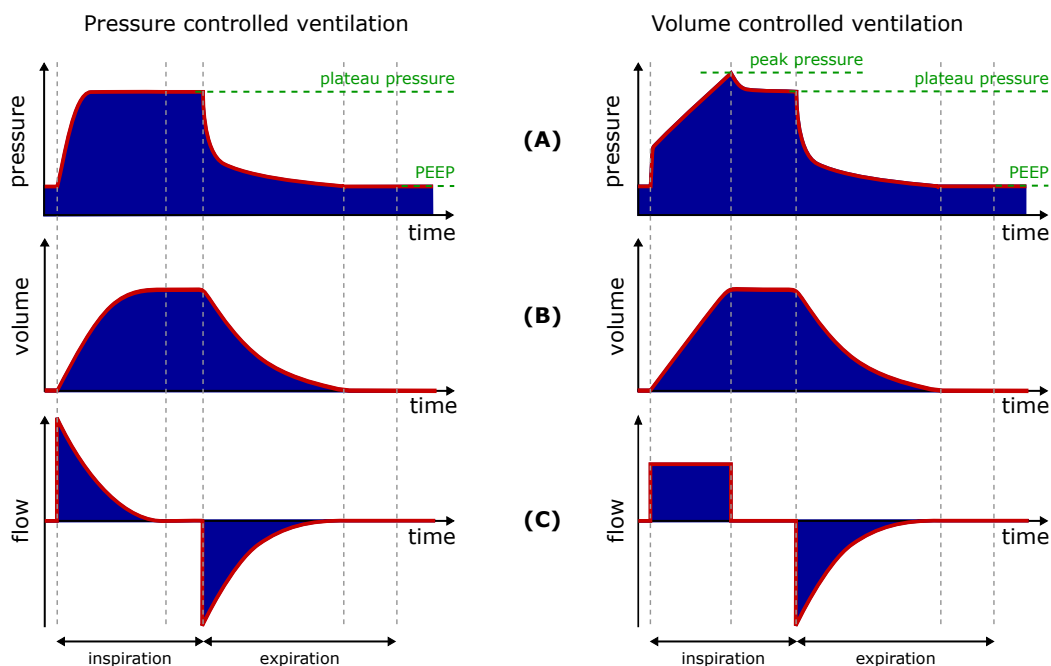 Pressure controlled ventilation
Volume controlled ventilation
peak pressure
plateau pressure
plateau pressure
pressure
(A)
pressure
PEEP
PEEP
time
time
volume
(B)
volume
time
time
flow
(C)
flow
time
time
inspiration
expiration
inspiration
expiration